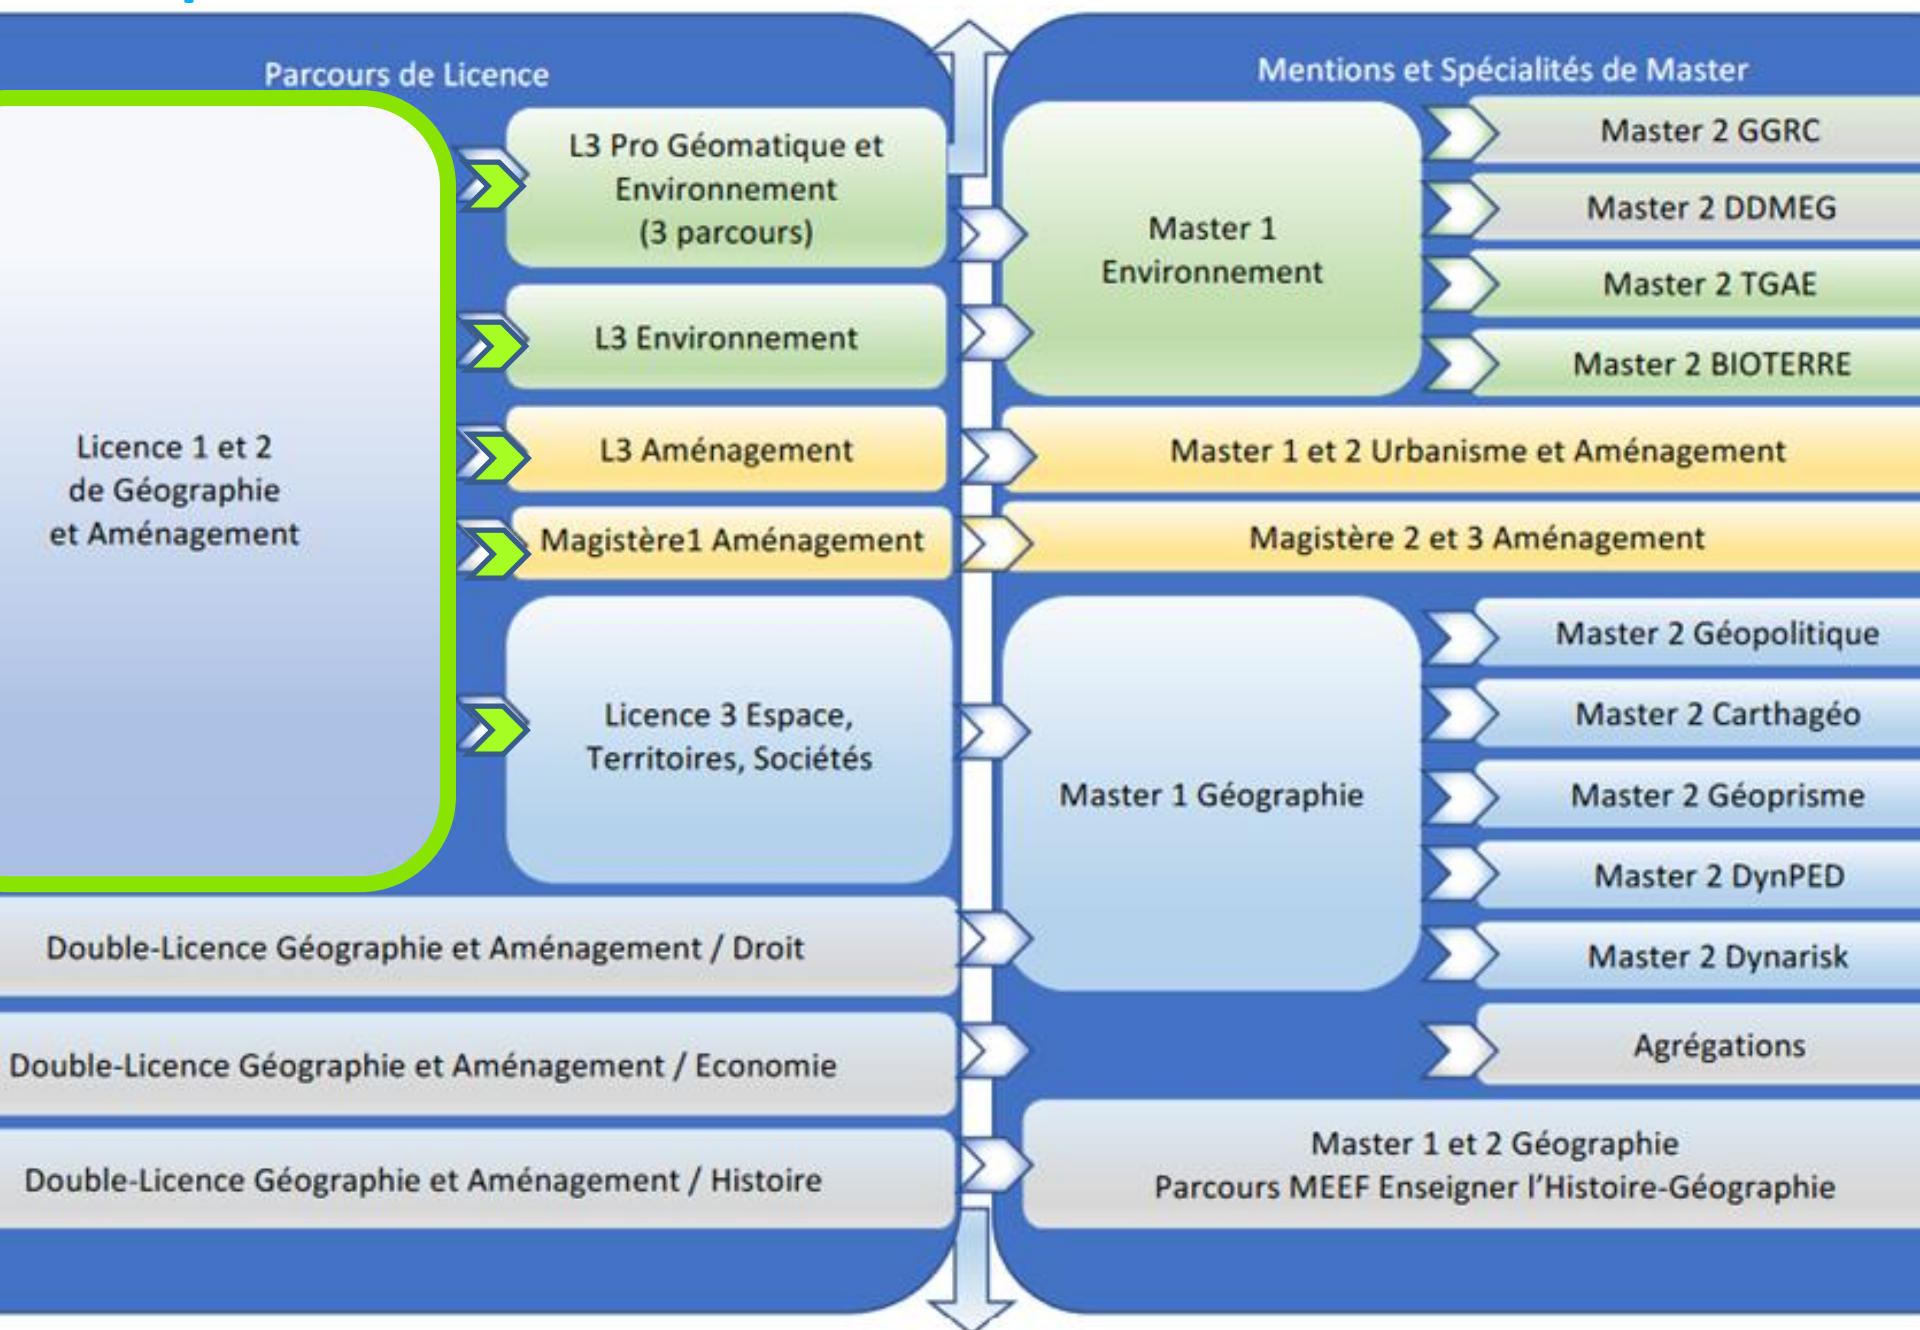 Parcours de Licence
Licence 1 et 2
de Géographie
et Aménagement
L3 Pro Géomatique et
Environnement
(3 parcours)
L3 Environnement
L3 Aménagement
Magistère1 Aménagement
Licence 3 Espace,
Territoires, Sociétés
Double-Licence Géographie et Aménagement / Droit
Double-Licence Géographie et Aménagement / Economie
Double-Licence Géographie et Aménagement / Histoire
Mentions et Spécialités de Master
Master 1
Environnement
Master 2 GGRC
Master 2 DDMEG
Master 2 TGAE
Master 2 BIOTERRE
Master 1 et 2 Urbanisme et Aménagement
Magistère 2 et 3 Aménagement
Master 1 Géographie
Master 2 Géopolitique
Master 2 Carthagéo
Master 2 Géoprisme
Master 2 DynPED
Master 2 Dynarisk
Agrégations
Master 1 et 2 Géographie
Parcours MEEF Enseigner l'Histoire-Géographie